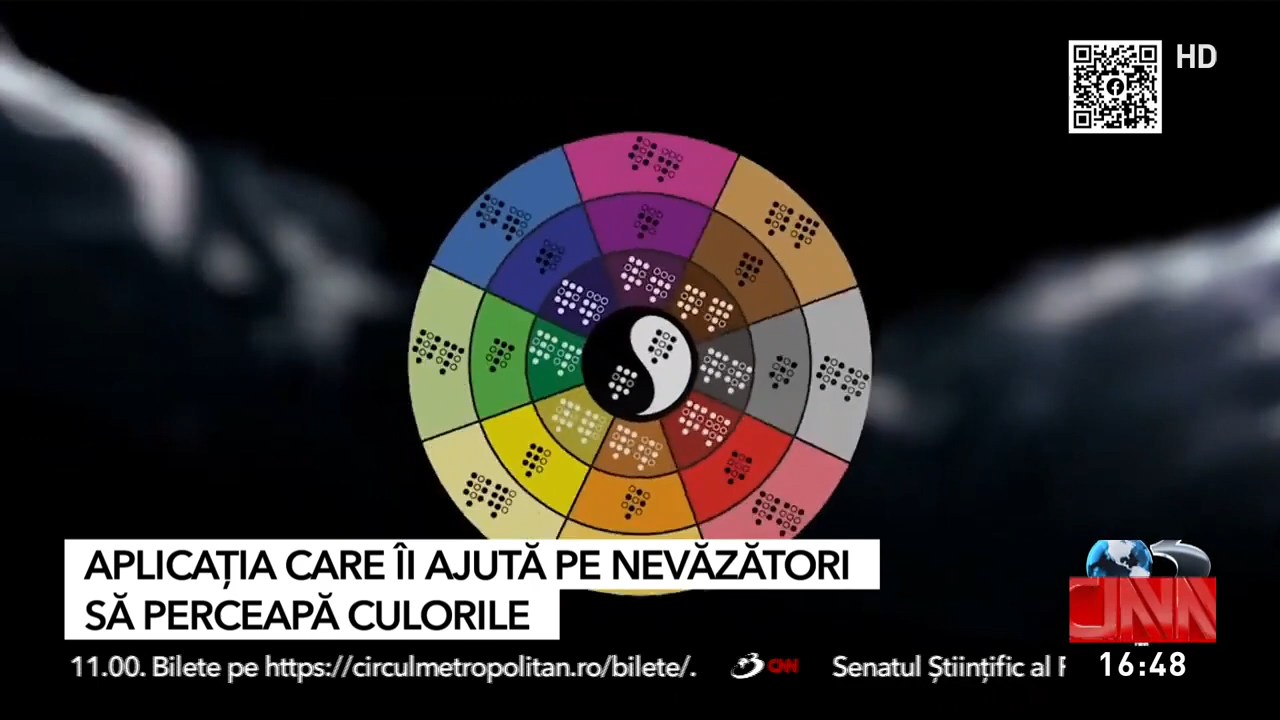 HD
APLICAȚIA CARE ÎI AJUTĂ PE NEVĂZĂTORI
SĂ PERCEAPĂ CULORILE
11.00. Bilete pe https://circulmetropolitan.ro/bilete/.
CNN
Senatul Științific al
16:48